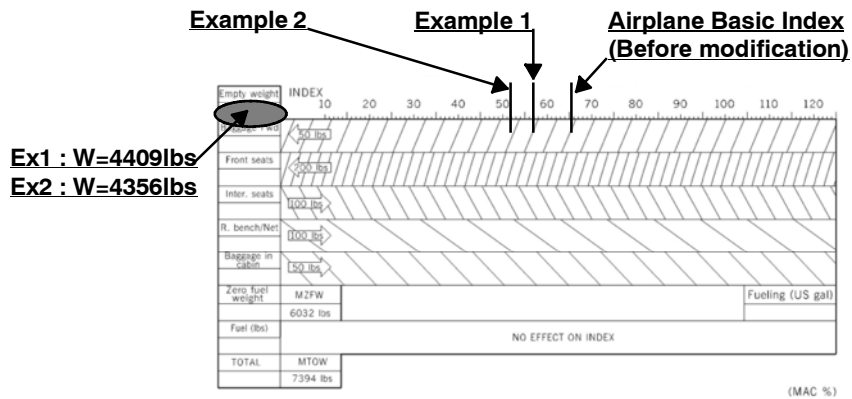 Example 2 Example 1 Airplane Basic Index
(Before modification)
Empty weight INDEX
10 20 30 40 50 60 70 80 90 100 110 120
50 lbs
Ex1 : W=4409lbs
Ex2 : W=4356lbs
Front seats 200 lbs
Inter. seats
100 lbs
R. bench/Net
100 lbs
Baggage in
cabin
50 lbs
Zero fuel
weight
MZFW
Fueling (US gal)
6032 lbs
Fuel (lbs)
NO EFFECT ON INDEX
TOTAL MTOW
7394 lbs
(MAC %)